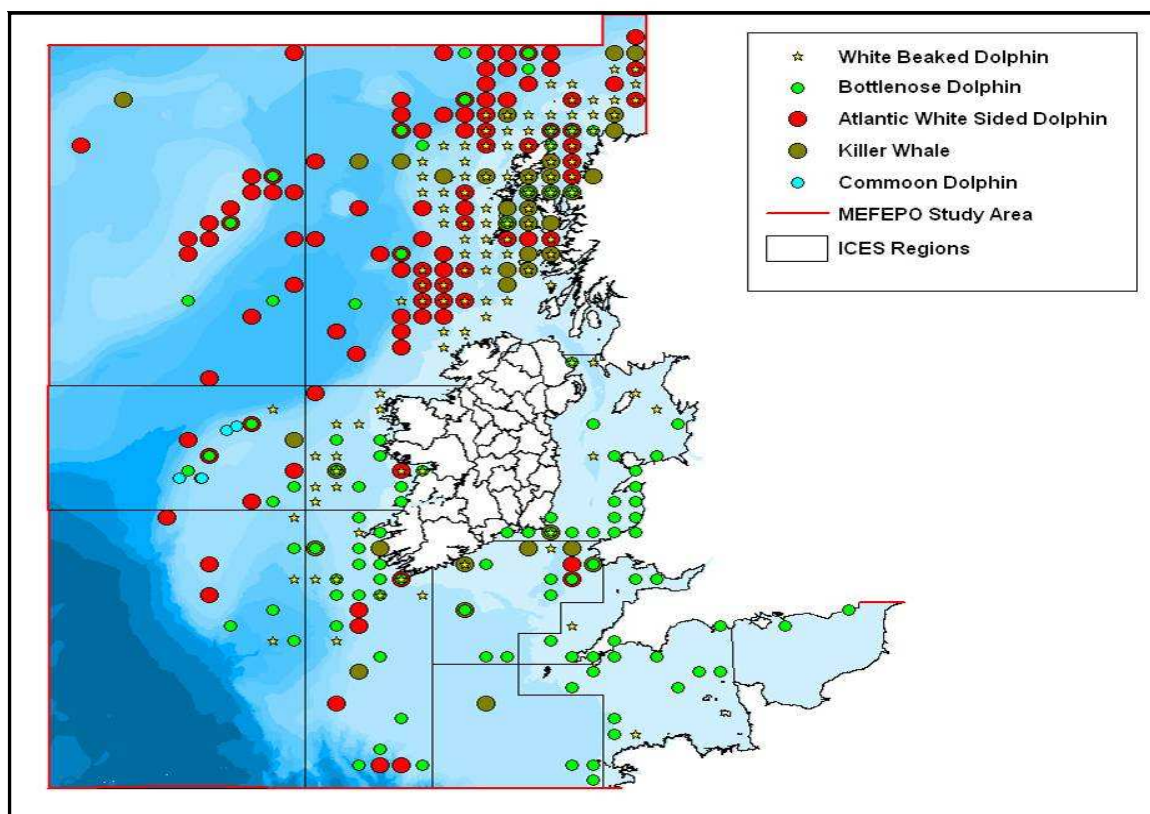 White Beaked Dolphin
Bottlenose Dolphin
Atlantic White Sided Dolphin
Killer Whale
Commoon Dolphin
MEFEPO Study Area
ICES Regions